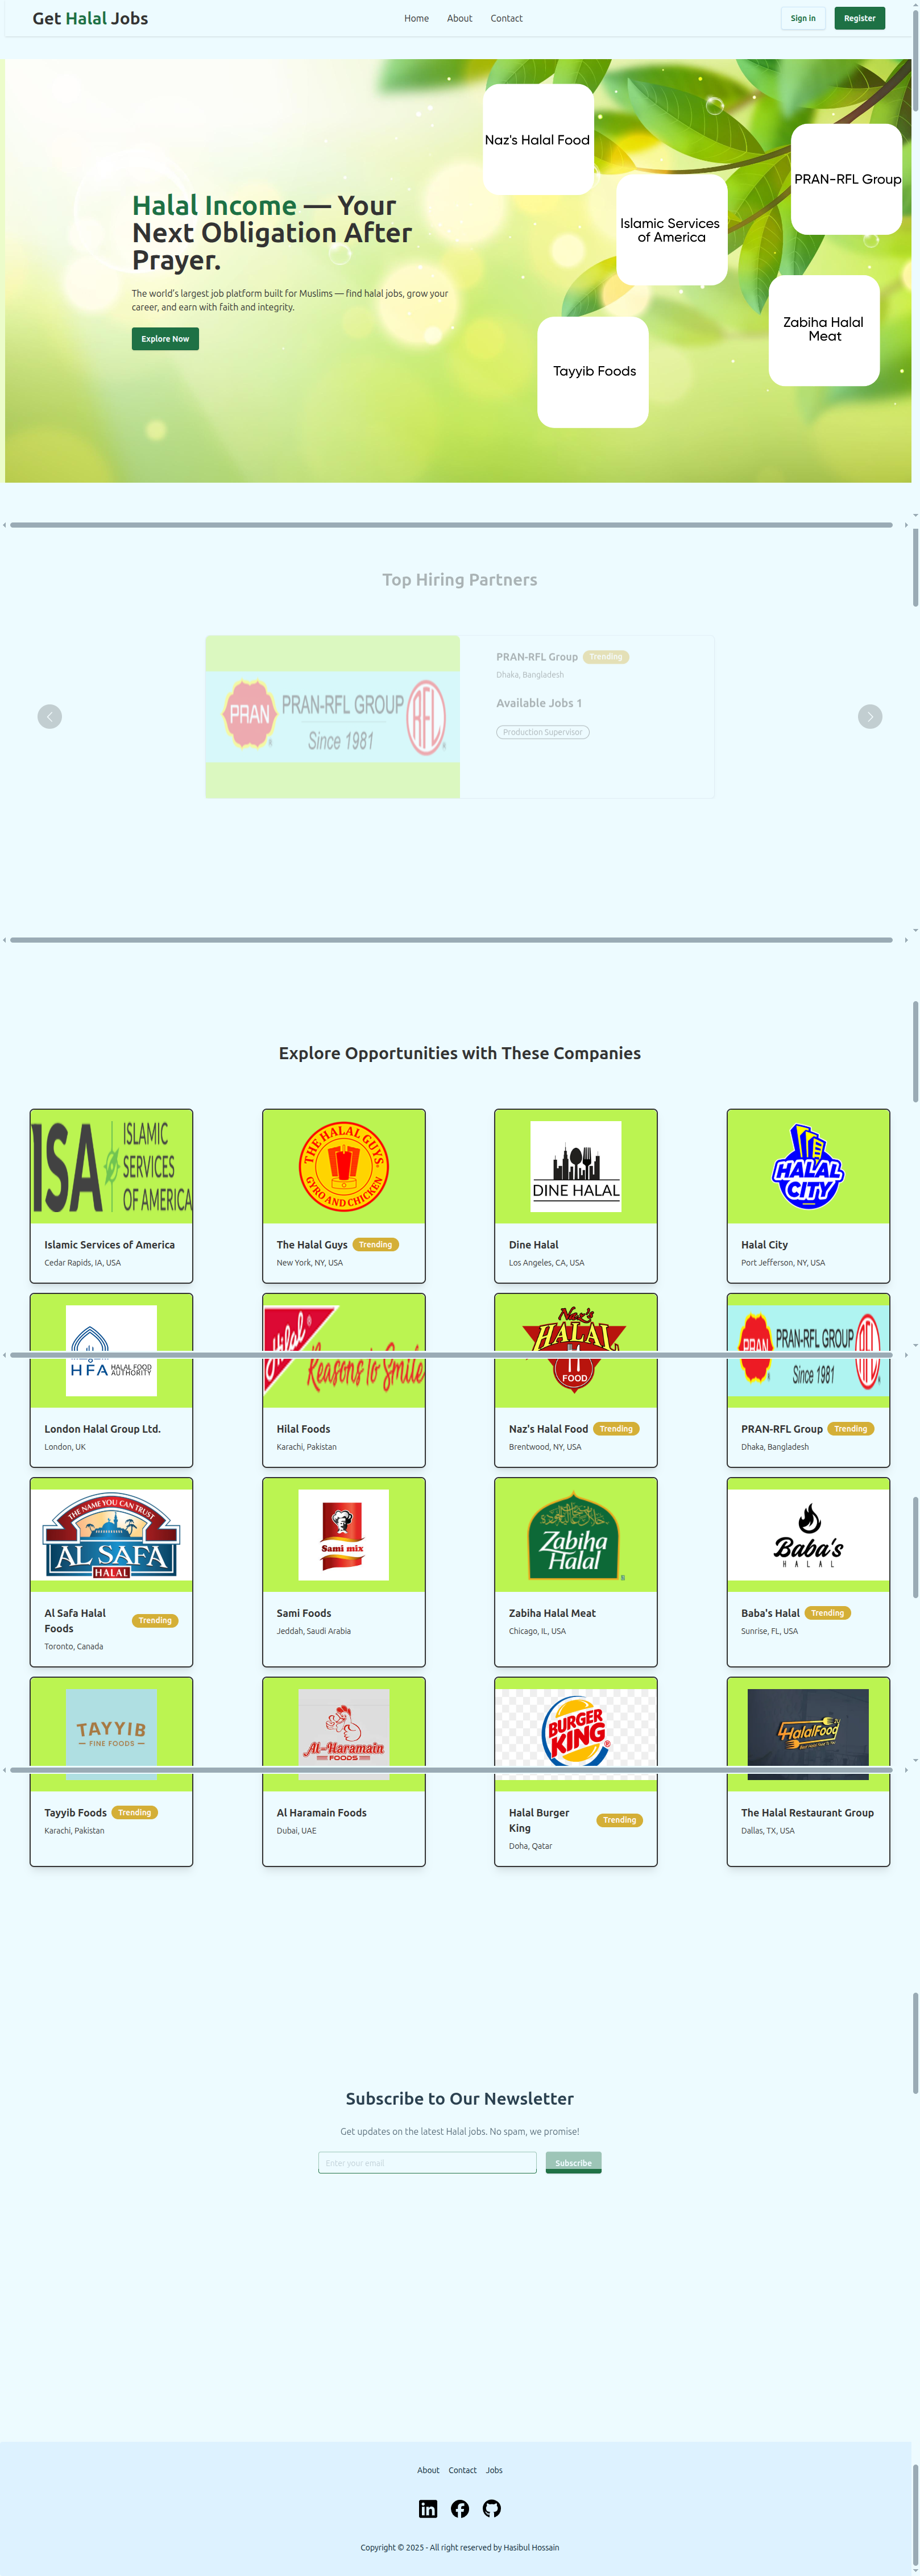 Get Halal Jobs
Home About Contact
Sign in
Register
Naz's Halal Food
PRAN-RFL Group
Islamic Services
of America
Zabiha Halal
Meat
Tayyib Foods
Halal Income — Your
Next Obligation After
Prayer.
The world's largest job platform built for Muslims — find halal jobs, grow your
career, and earn with faith and integrity.
Explore Now
Top Hiring Partners
PRAN
PRAN-RFL GROUP
Since 1981
RFL
PRAN-RFL Group Trending
Dhaka, Bangladesh
Available Jobs 1
Production Supervisor
Explore Opportunities with These Companies
ISA
ISLAMIC
SERVICES
OF AMERICA
Islamic Services of America
Cedar Rapids, IA, USA
THE HALAL GUYS
GYRO AND CHICKEN
The Halal Guys Trending
New York, NY, USA
DINE HALAL
Dine Halal
Los Angeles, CA, USA
HALAL
CITY
Halal City
Port Jefferson, NY, USA
HFA
HALAL FOOD
AUTHORITY
London Halal Group Ltd.
London, UK
Hilal
Reasons to Smile
Hilal Foods
Karachi, Pakistan
Naz's
HALAL
FOOD
Naz's Halal Food Trending
Brentwood, NY, USA
PRAN
PRAN-RFL GROUP
Since 1981
RFL
PRAN-RFL Group Trending
Dhaka, Bangladesh
THE NAME YOU CAN TRUST
AL SAFA
HALAL
Al Safa Halal
Foods
Trending
Toronto, Canada
Sami mix
Sami Foods
Jeddah, Saudi Arabia
Zabiha
Halal
Zabiha Halal Meat
Chicago, IL, USA
Baba's
HALAL
Baba's Halal Trending
Sunrise, FL, USA
TAYYIB
FINE FOODS
Tayyib Foods Trending
Karachi, Pakistan
Al-Haramain
FOODS
Al Haramain Foods
Dubai, UAE
BURGER
KING
Halal Burger
King
Trending
Doha, Qatar
HalalFood
The Halal Restaurant Group
Dallas, TX, USA
Subscribe to Our Newsletter
Get updates on the latest Halal jobs. No spam, we promise!
Enter your email
Subscribe
About Contact Jobs
Copyright © 2025 - All right reserved by Hasibul Hossain